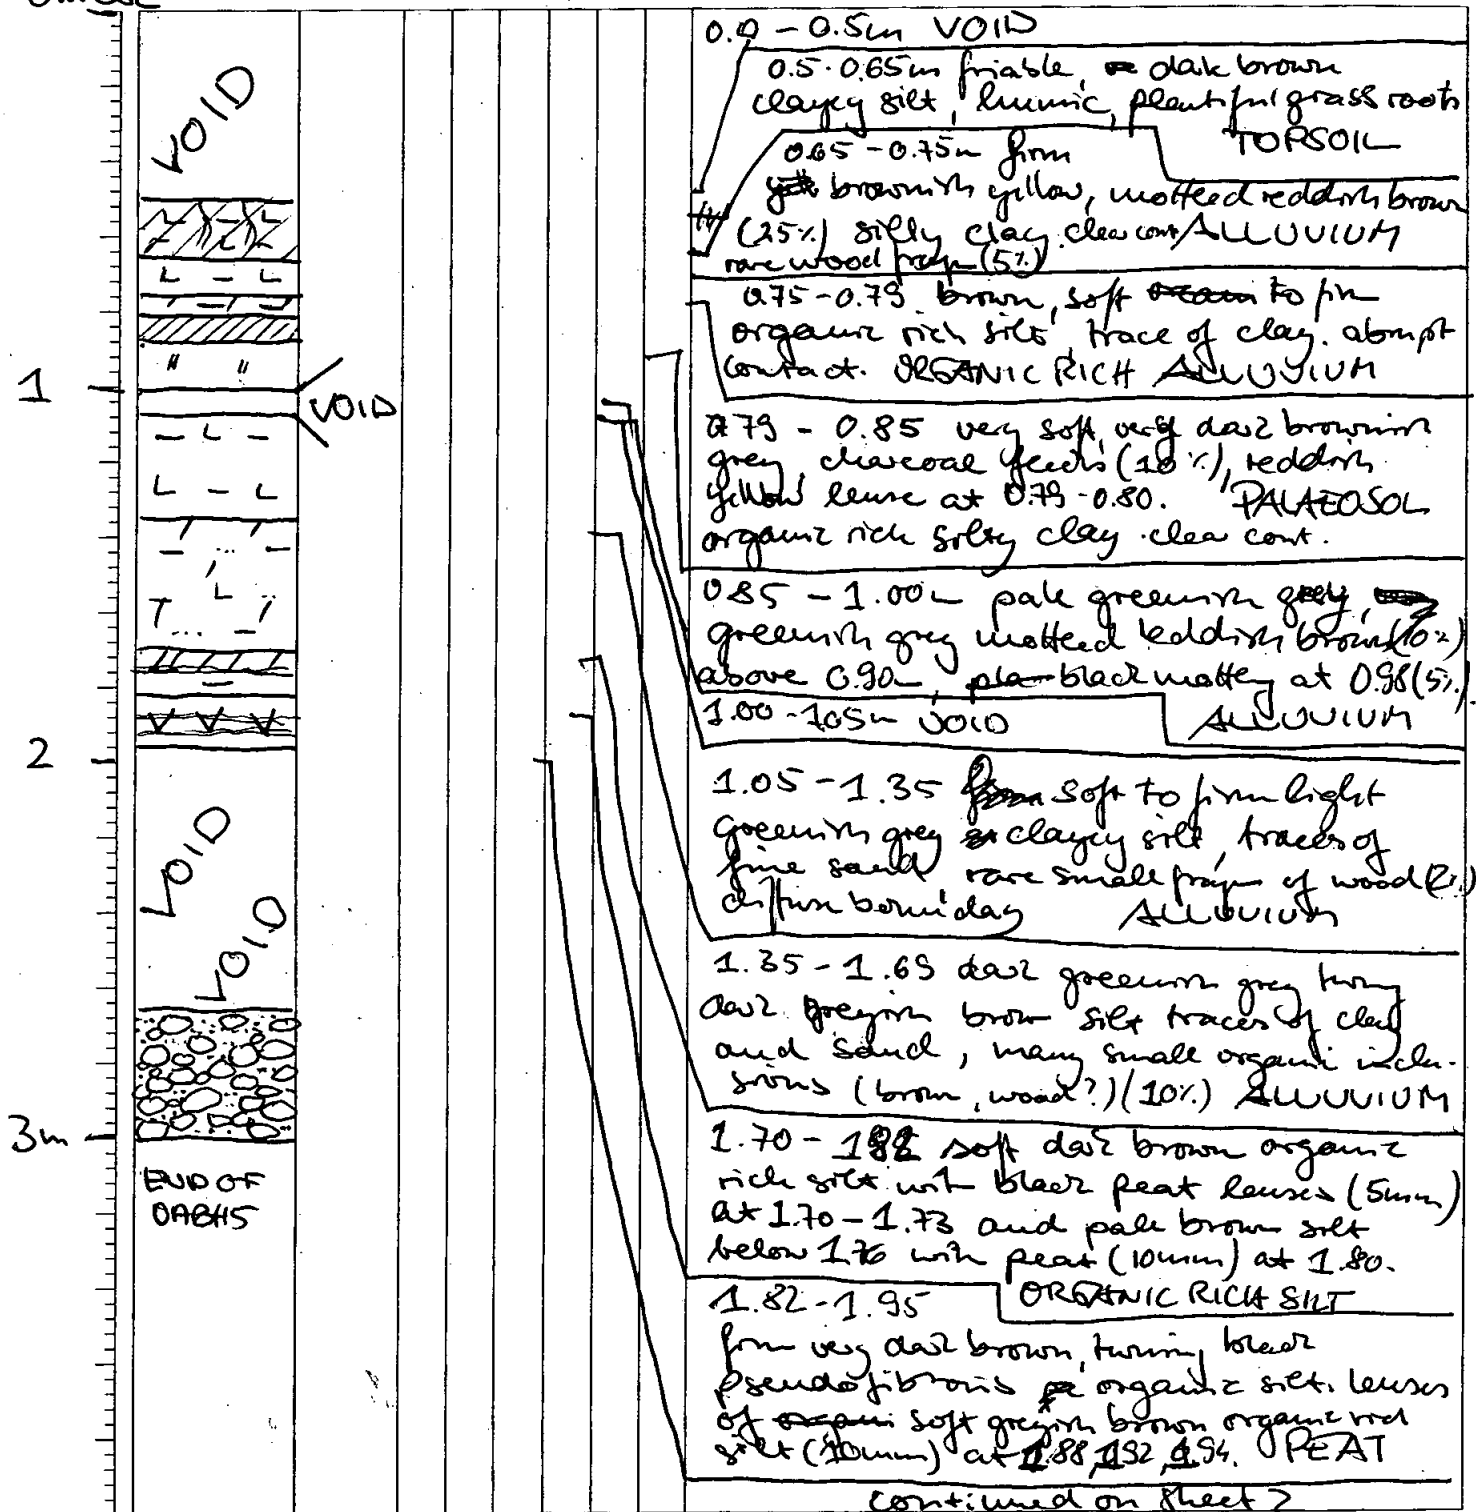 VOID
1
VOID
2
VOID
VOID
3m
END OF
OABH5
0.0 - 0.5m VOID
0.5-0.65m friable, dark brown
clayey silt, humic, plentiful grass roots
TOPSOIL
0.65 - 0.75m firm
brownish yellow, mottled reddish brown
(25%) silty clay. clear cont. ALLUVIUM
rare wood fragm (5%)
0.75-0.79 brown, soft to firm
organic rich silt, trace of clay. abrupt
contact. ORGANIC RICH ALLUVIUM
0.79 - 0.85 very soft, very dark brownish
grey, charcoal flecks (10%), reddish
yellow lense at 0.79-0.80. PALAEOSOL
organic rich silty clay. clear cont.
0.85 - 1.00m pale greenish grey,
greenish grey mottled reddish brown (10%)
above 0.90m, black mottling at 0.98 (5%).
1.00-1.05m VOID ALLUVIUM
1.05 - 1.35 soft to firm light
greenish grey clayey silt, traces of
fine sand rare small fragm of wood (2%)
diffuse boundary ALLUVIUM
1.35 - 1.69 dark greenish grey turning
dark greyish brown silt traces of clay
and sand, many small organic inclu-
sions (brown, wood?) (10%) ALLUVIUM
1.70 - 1.82 soft dark brown organic
rich silt with black peat lenses (5mm)
at 1.70-1.73 and pale brown silt
below 1.76 with peat (10mm) at 1.80.
ORGANIC RICH SILT
1.82-1.95
firm very dark brown, turning black
pseudofibrous organic silt. lenses
of soft greyish brown organic rich
silt (10mm) at 1.88, 1.92, 1.94. PEAT
continued on sheet 2